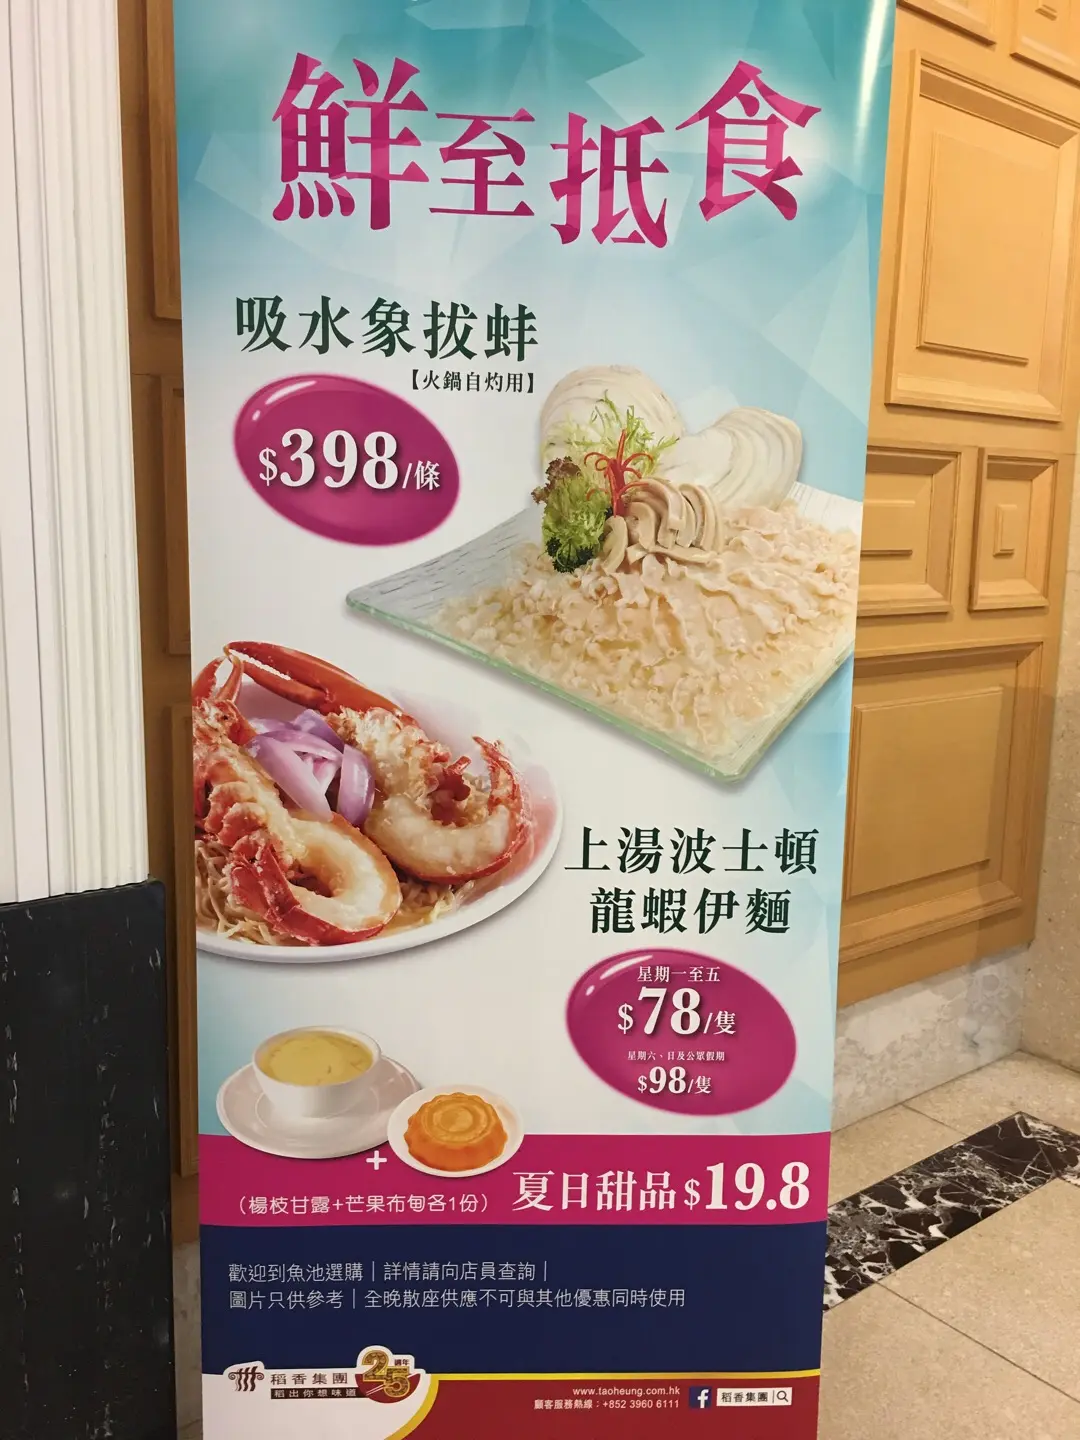 鮮至抵食
吸水象拔蚌
【火鍋自灼用】
$398/條
上湯波士頓
龍蝦伊麵
星期一至五
$78/隻
星期六、日及公眾假期
$98/隻
+
(楊枝甘露+芒果布甸各1份)
夏日甜品 $19.8
歡迎到魚池選購│詳情請向店員查詢│
圖片只供參考│全晚散座供應不可與其他優惠同時使用
稻香集團
稻出你想味道
25週年
www.taoheung.com.hk
顧客服務熱線：+852 3960 6111
f 稻香集團